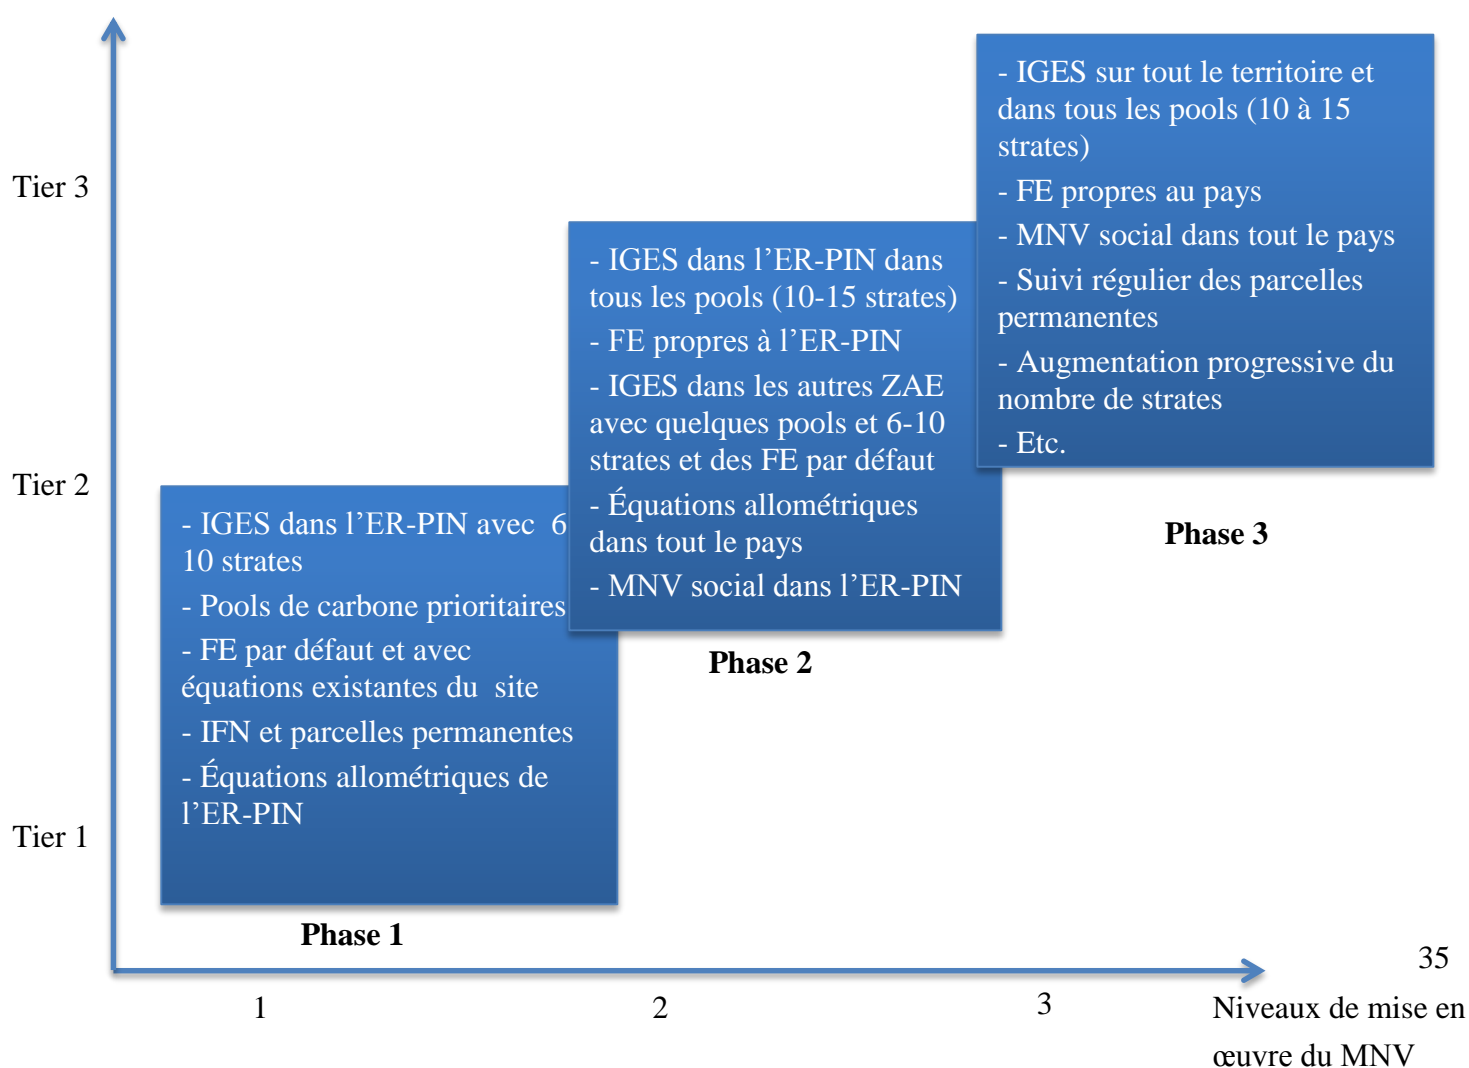 Tier 3
Tier 2
Tier 1
- IGES dans l’ER-PIN avec 6
10 strates
- Pools de carbone prioritaires
- FE par défaut et avec
équations existantes du site
- IFN et parcelles permanentes
- Équations allométriques de
l’ER-PIN
Phase 1
- IGES dans l’ER-PIN dans
tous les pools (10-15 strates)
- FE propres à l’ER-PIN
- IGES dans les autres ZAE
avec quelques pools et 6-10
strates et des FE par défaut
- Équations allométriques
dans tout le pays
- MNV social dans l’ER-PIN
Phase 2
- IGES sur tout le territoire et
dans tous les pools (10 à 15
strates)
- FE propres au pays
- MNV social dans tout le pays
- Suivi régulier des parcelles
permanentes
- Augmentation progressive du
nombre de strates
- Etc.
Phase 3
35
1
2
3
Niveaux de mise en
œuvre du MNV